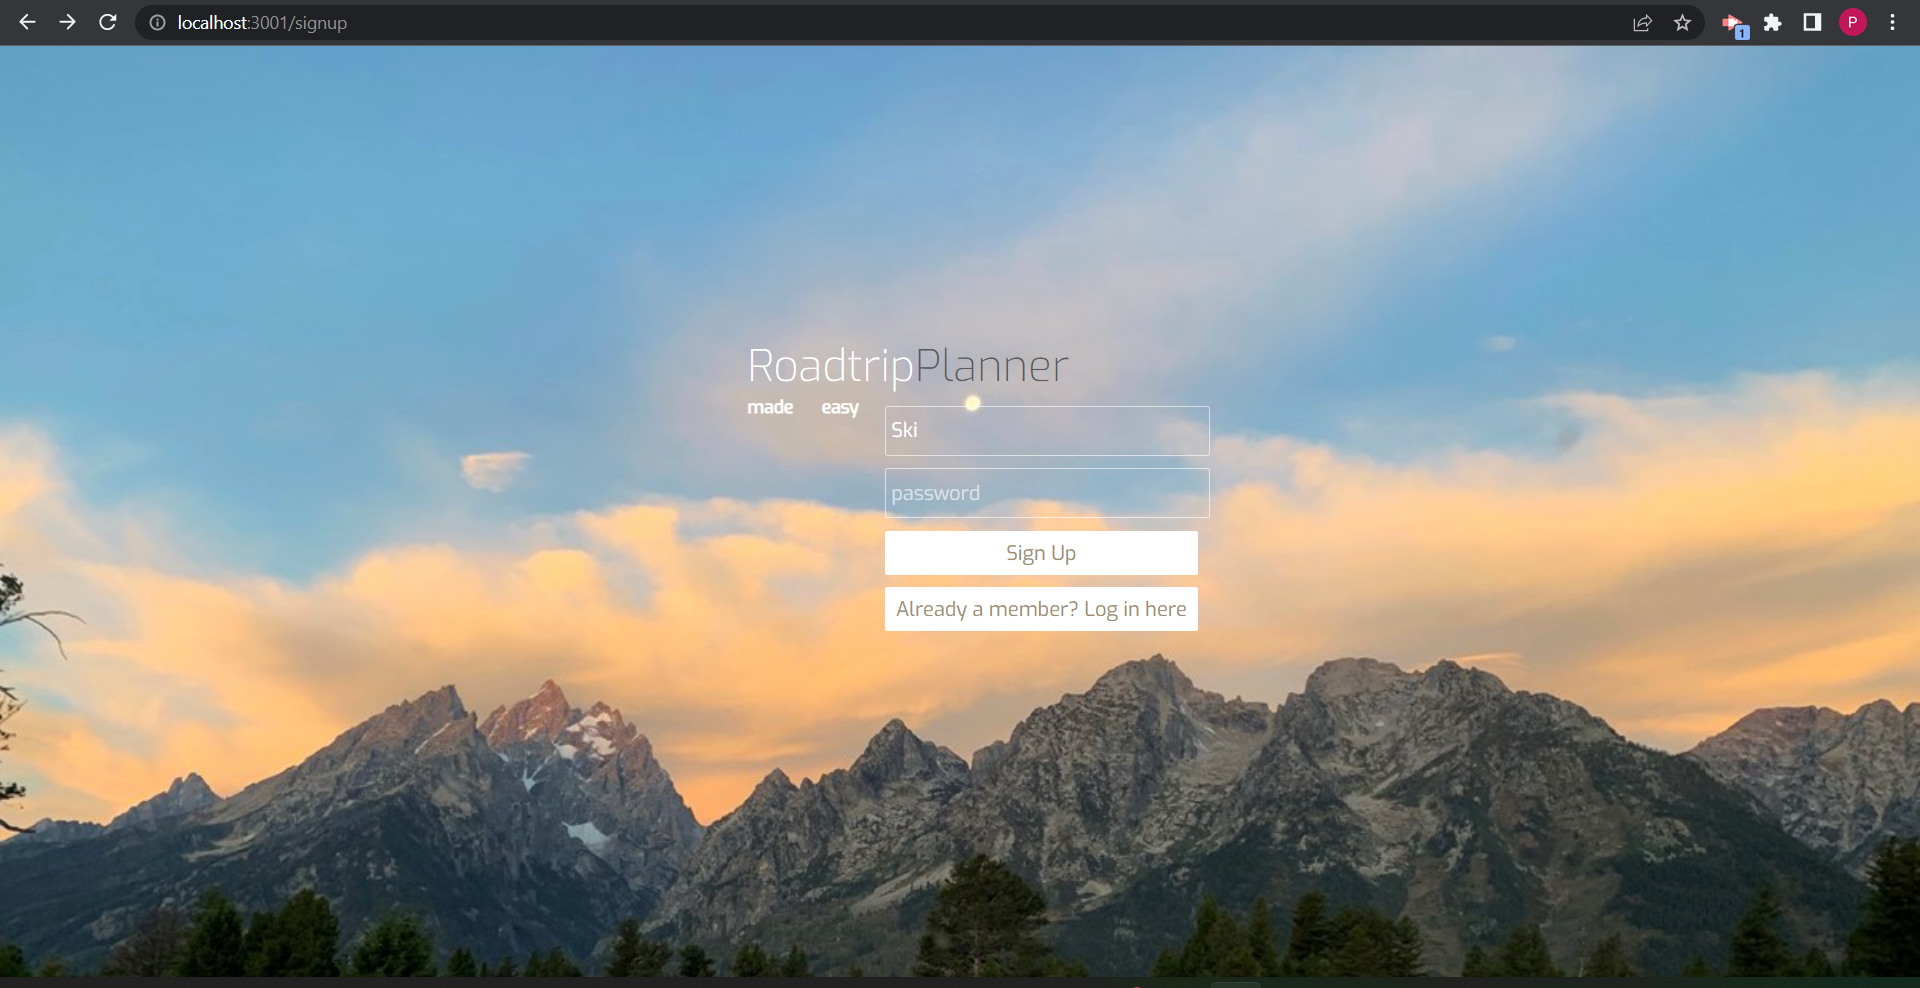 localhost:3001/signup
1
P
RoadtripPlanner
made easy
Ski
password
Sign Up
Already a member? Log in here